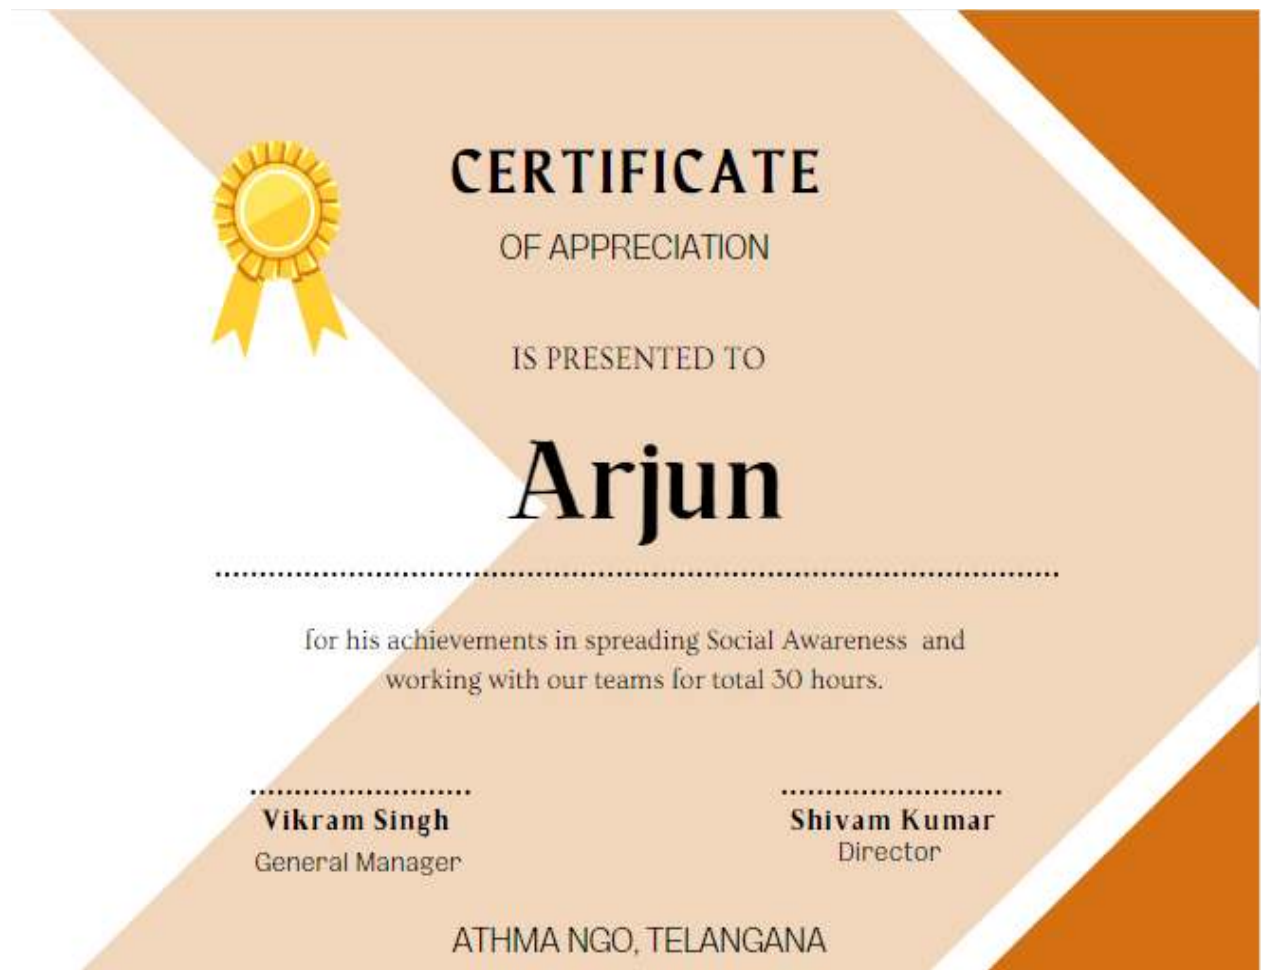 CERTIFICATE
OF APPRECIATION
IS PRESENTED TO
Arjun
for his achievements in spreading Social Awareness and
working with our teams for total 30 hours.
Vikram Singh
General Manager
Shivam Kumar
Director
ATHMA NGO, TELANGANA